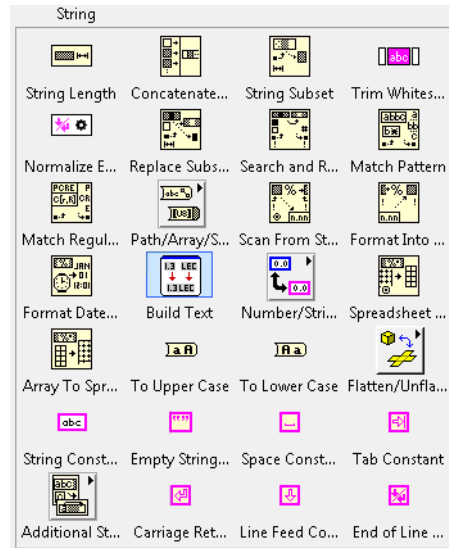 String
String Length Concatenate... String Subset Trim Whites...
Normalize E... Replace Subs... Search and R... Match Pattern
Match Regul... Path/Array/S... Scan From St... Format Into ...
Format Date... Build Text Number/Stri... Spreadsheet ...
Array To Spr... To Upper Case To Lower Case Flatten/Unfla...
String Const... Empty String... Space Const... Tab Constant
Additional St... Carriage Ret... Line Feed Co... End of Line ...